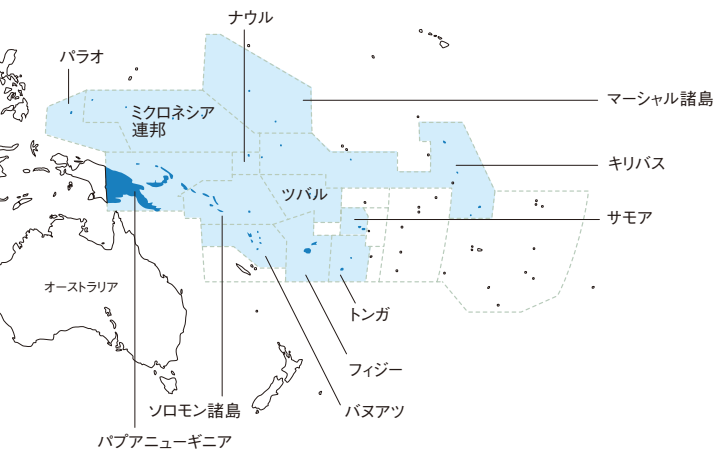 ナウル
パラオ
マーシャル諸島
ミクロネシア
連邦
キリバス
ツバル
サモア
オーストラリア
トンガ
フィジー
ソロモン諸島
バヌアツ
パプアニューギニア